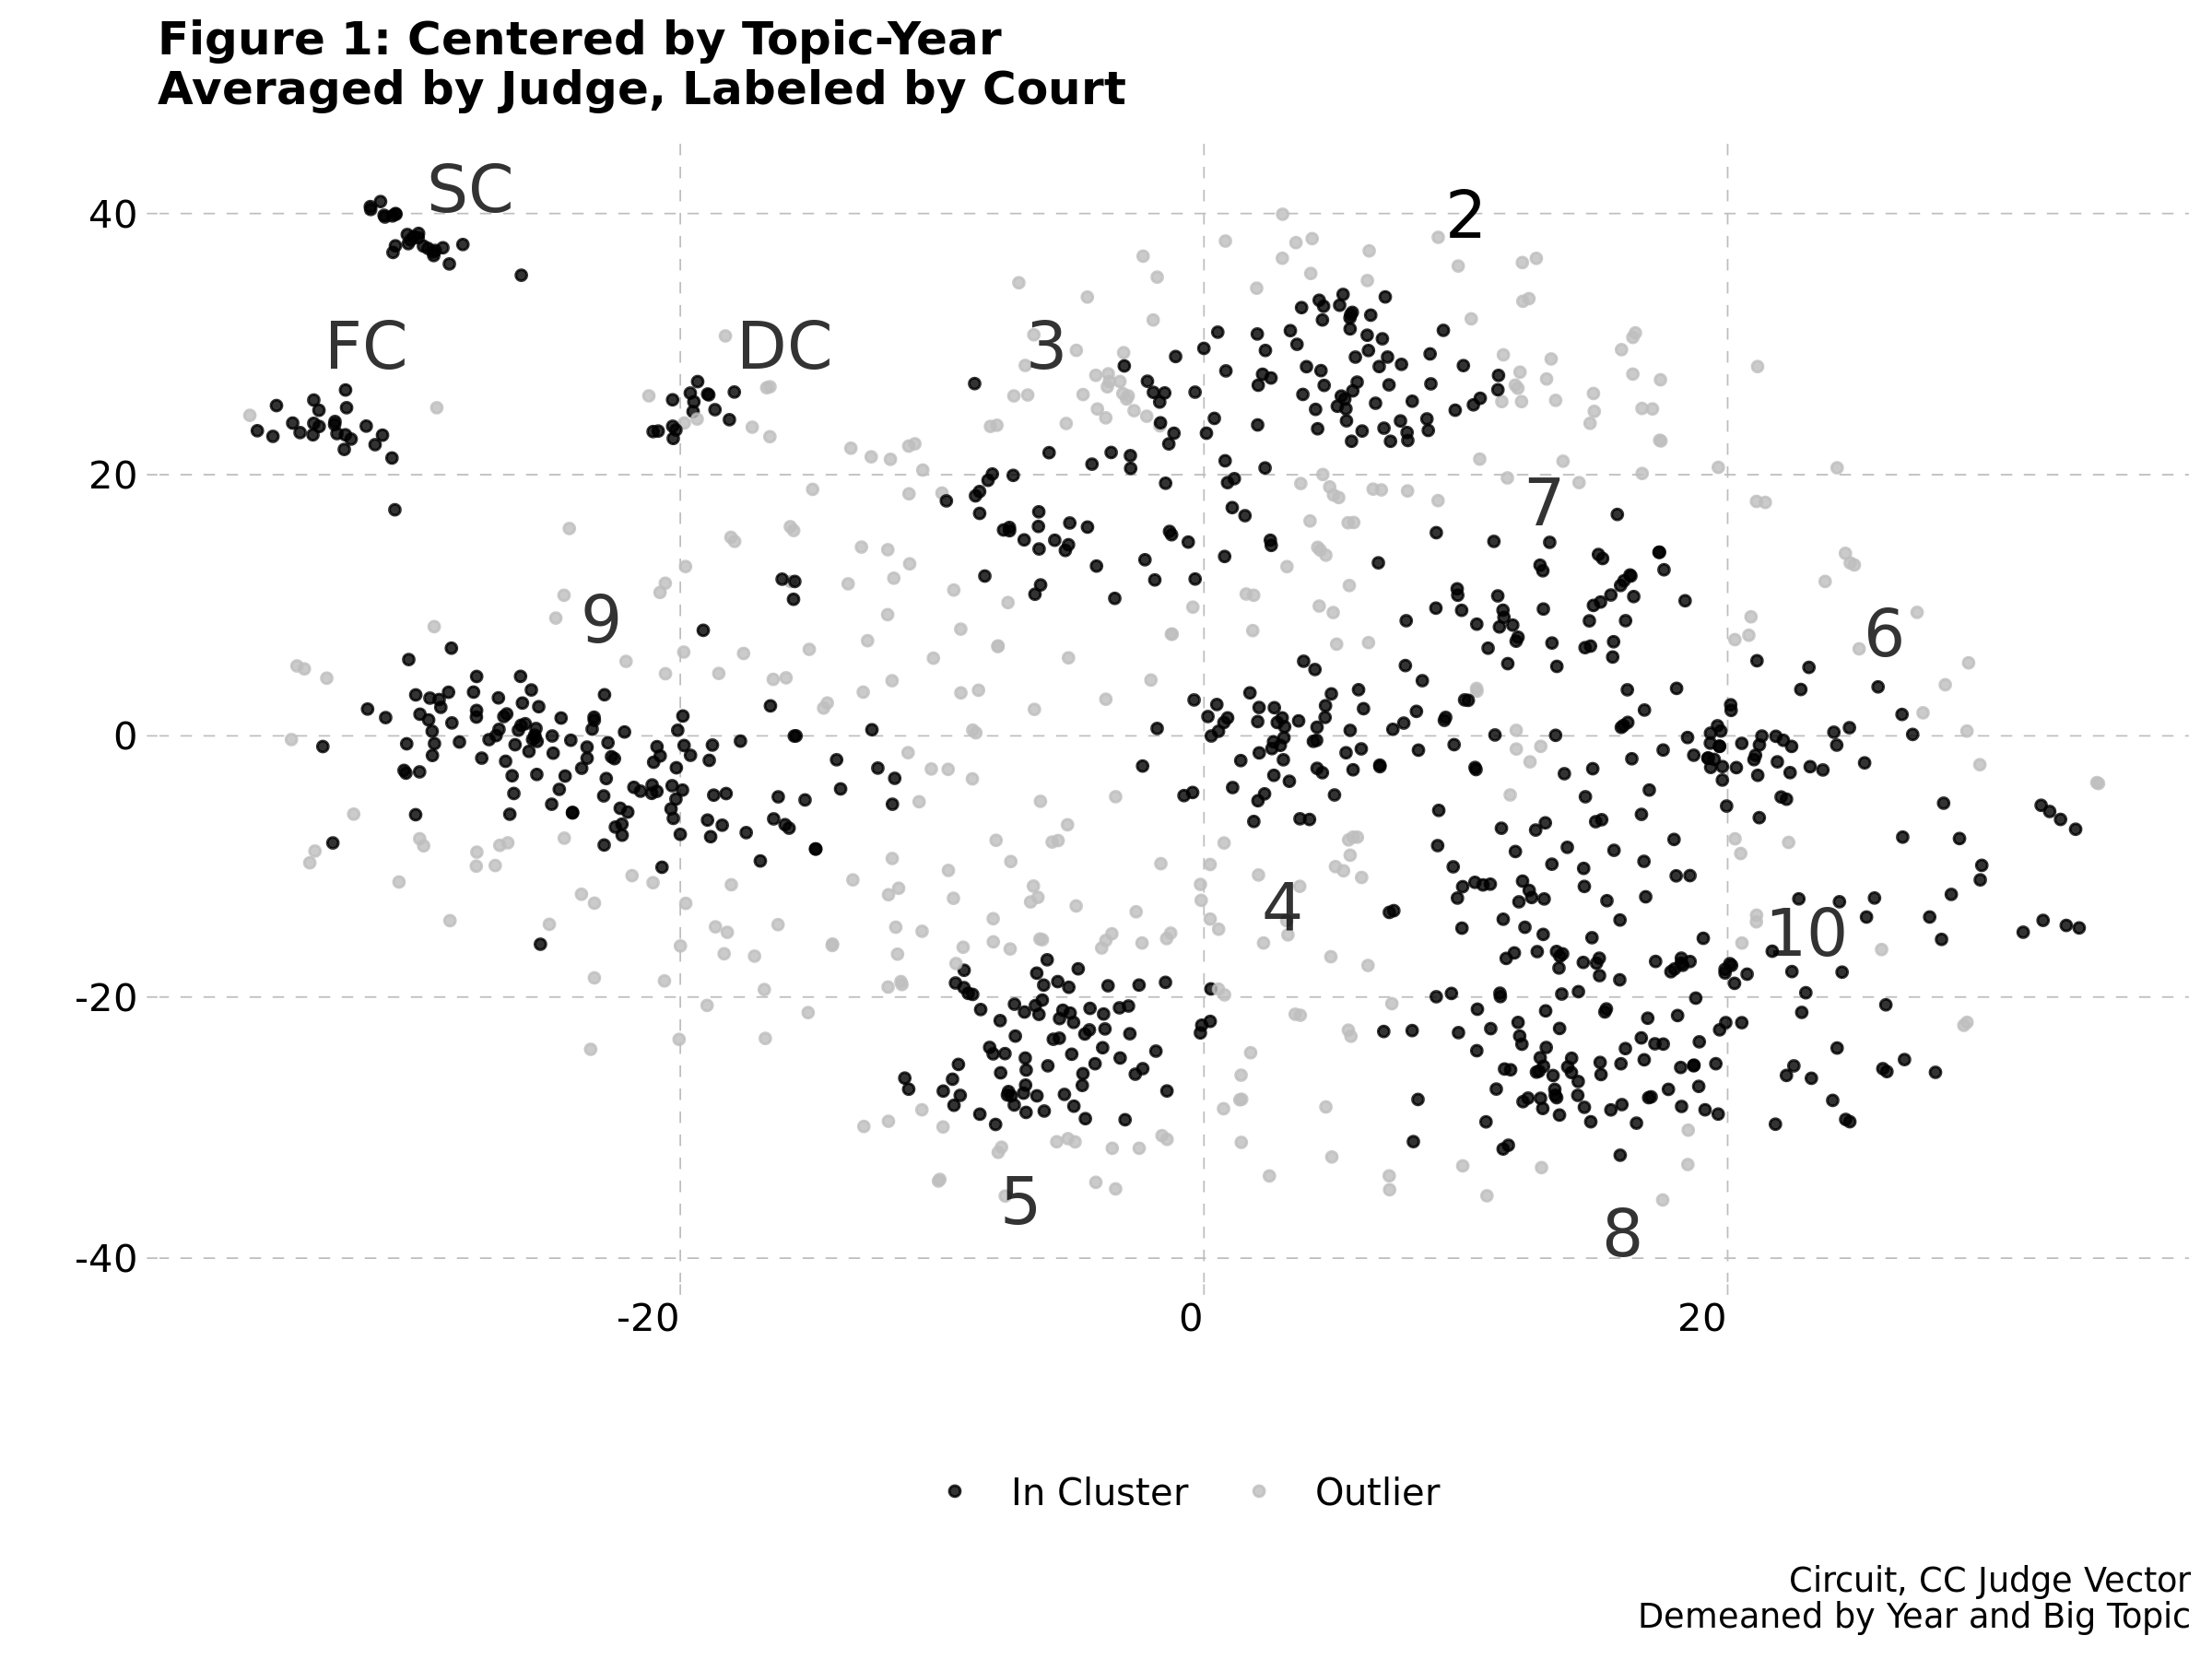 Figure 1: Centered by Topic-Year
Averaged by Judge, Labeled by Court
SC
2
40
FC
DC
3
20
7
9
6
0
4
10
-20
5
8
-40
-20 0 20
In Cluster Outlier
Circuit, CC Judge Vector
Demeaned by Year and Big Topic